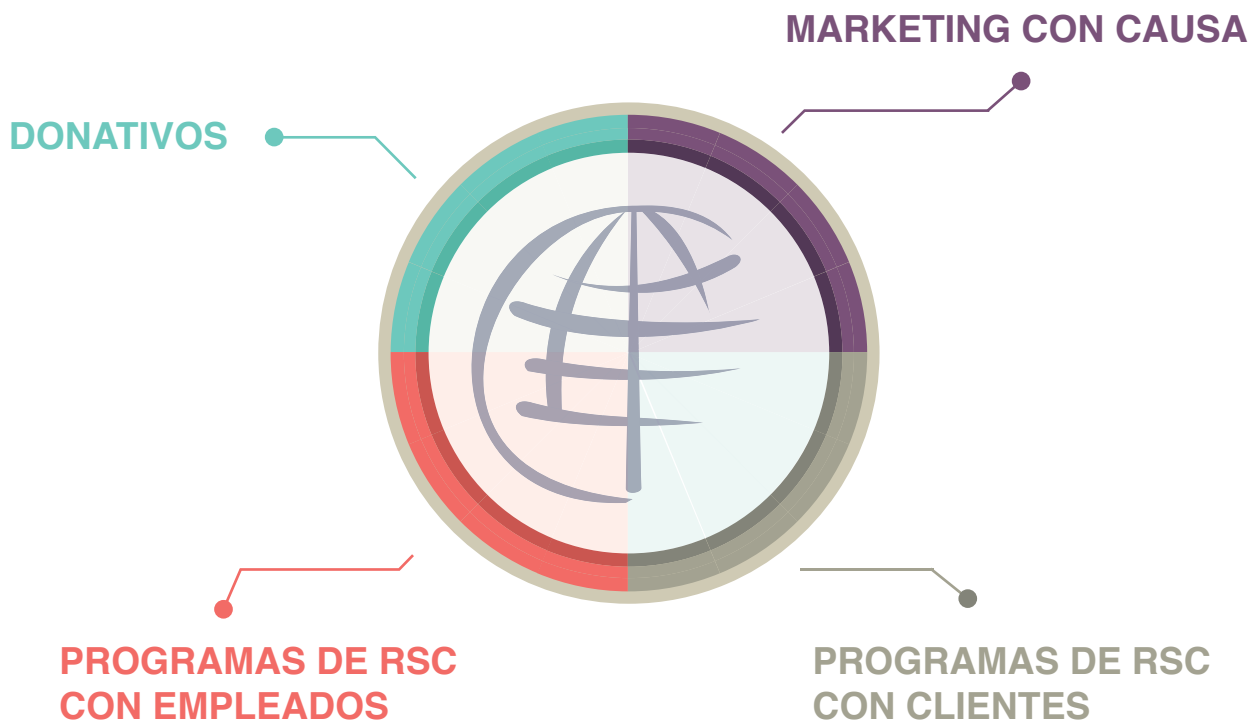 MARKETING CON CAUSA
DONATIVOS
PROGRAMAS DE RSC
CON EMPLEADOS
PROGRAMAS DE RSC
CON CLIENTES